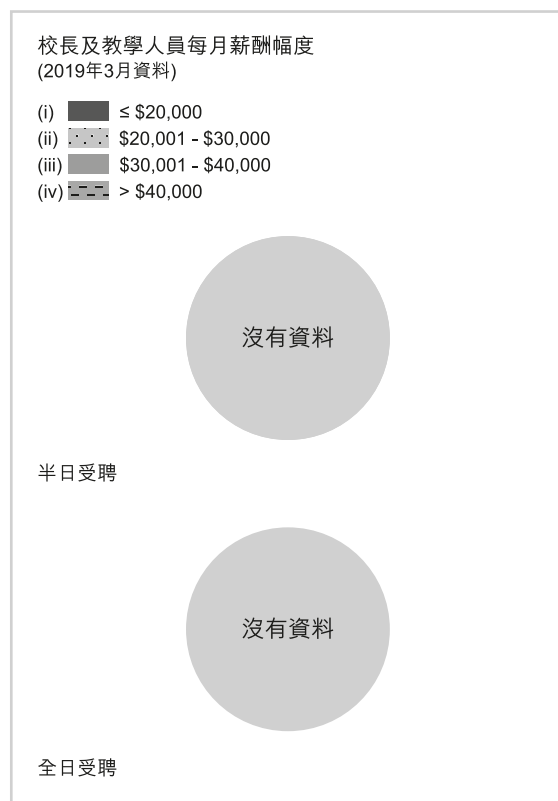 校長及教學人員每月薪酬幅度
(2019年3月資料)
(i) ≤ $20,000
(ii) $20,001 - $30,000
(iii) $30,001 - $40,000
(iv) > $40,000
沒有資料
半日受聘
沒有資料
全日受聘